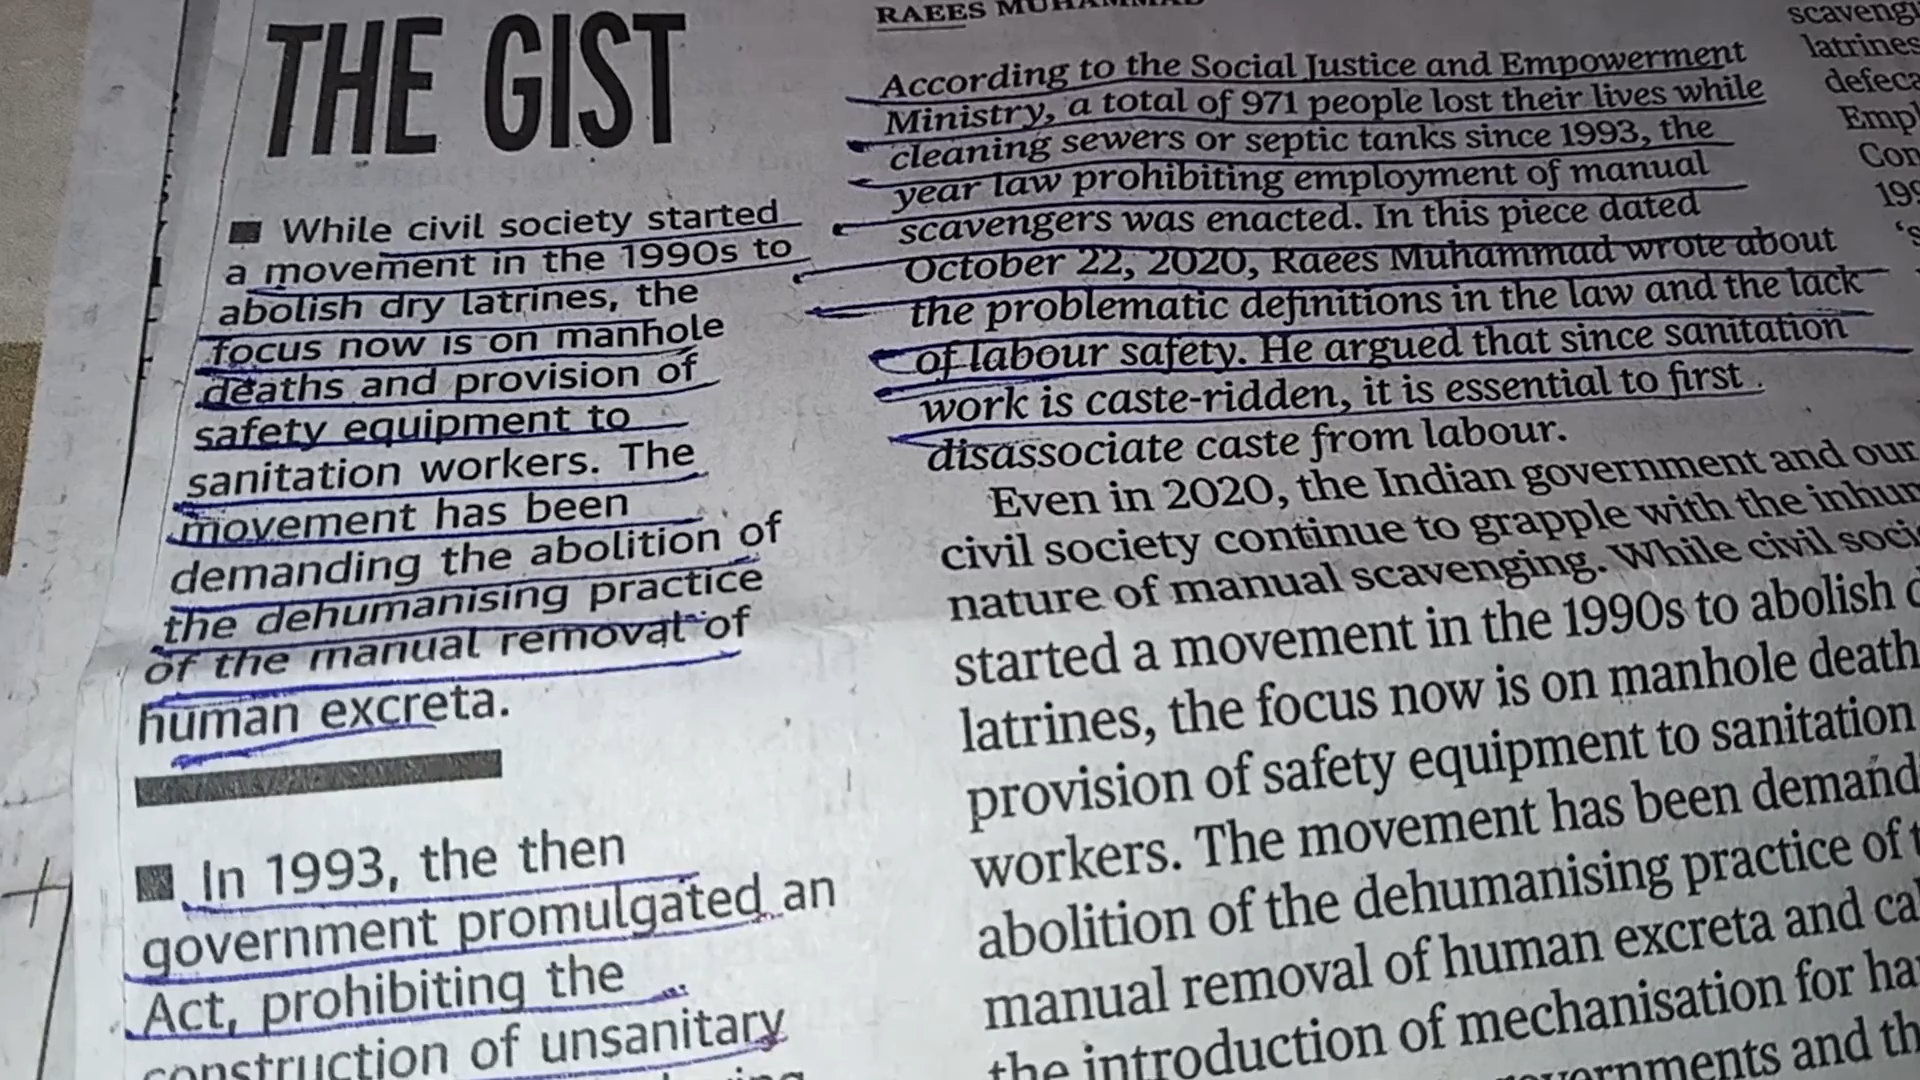 THE GIST
While civil society started
a movement in the 1990s to
abolish dry latrines, the
focus now is on manhole
deaths and provision of
safety equipment to
sanitation workers. The
movement has been
demanding the abolition of
the dehumanising practice
of the manual removal of
human excreta.
In 1993, the then
government promulgated an
Act, prohibiting the
construction of unsanitary
RAEES MUHAMMAD
According to the Social Justice and Empowerment
Ministry, a total of 971 people lost their lives while
cleaning sewers or septic tanks since 1993, the
year law prohibiting employment of manual
scavengers was enacted. In this piece dated
October 22, 2020, Raees Muhammad wrote about
the problematic definitions in the law and the lack
of labour safety. He argued that since sanitation
work is caste-ridden, it is essential to first
disassociate caste from labour.
Even in 2020, the Indian government and our
civil society continue to grapple with the
nature of manual scavenging. While civil
started a movement in the 1990s to abolish
latrines, the focus now is on manhole
provision of safety equipment to sanitation
workers. The movement has been
abolition of the dehumanising practice of
manual removal of human excreta and
the introduction of mechanisation for
and
latrines